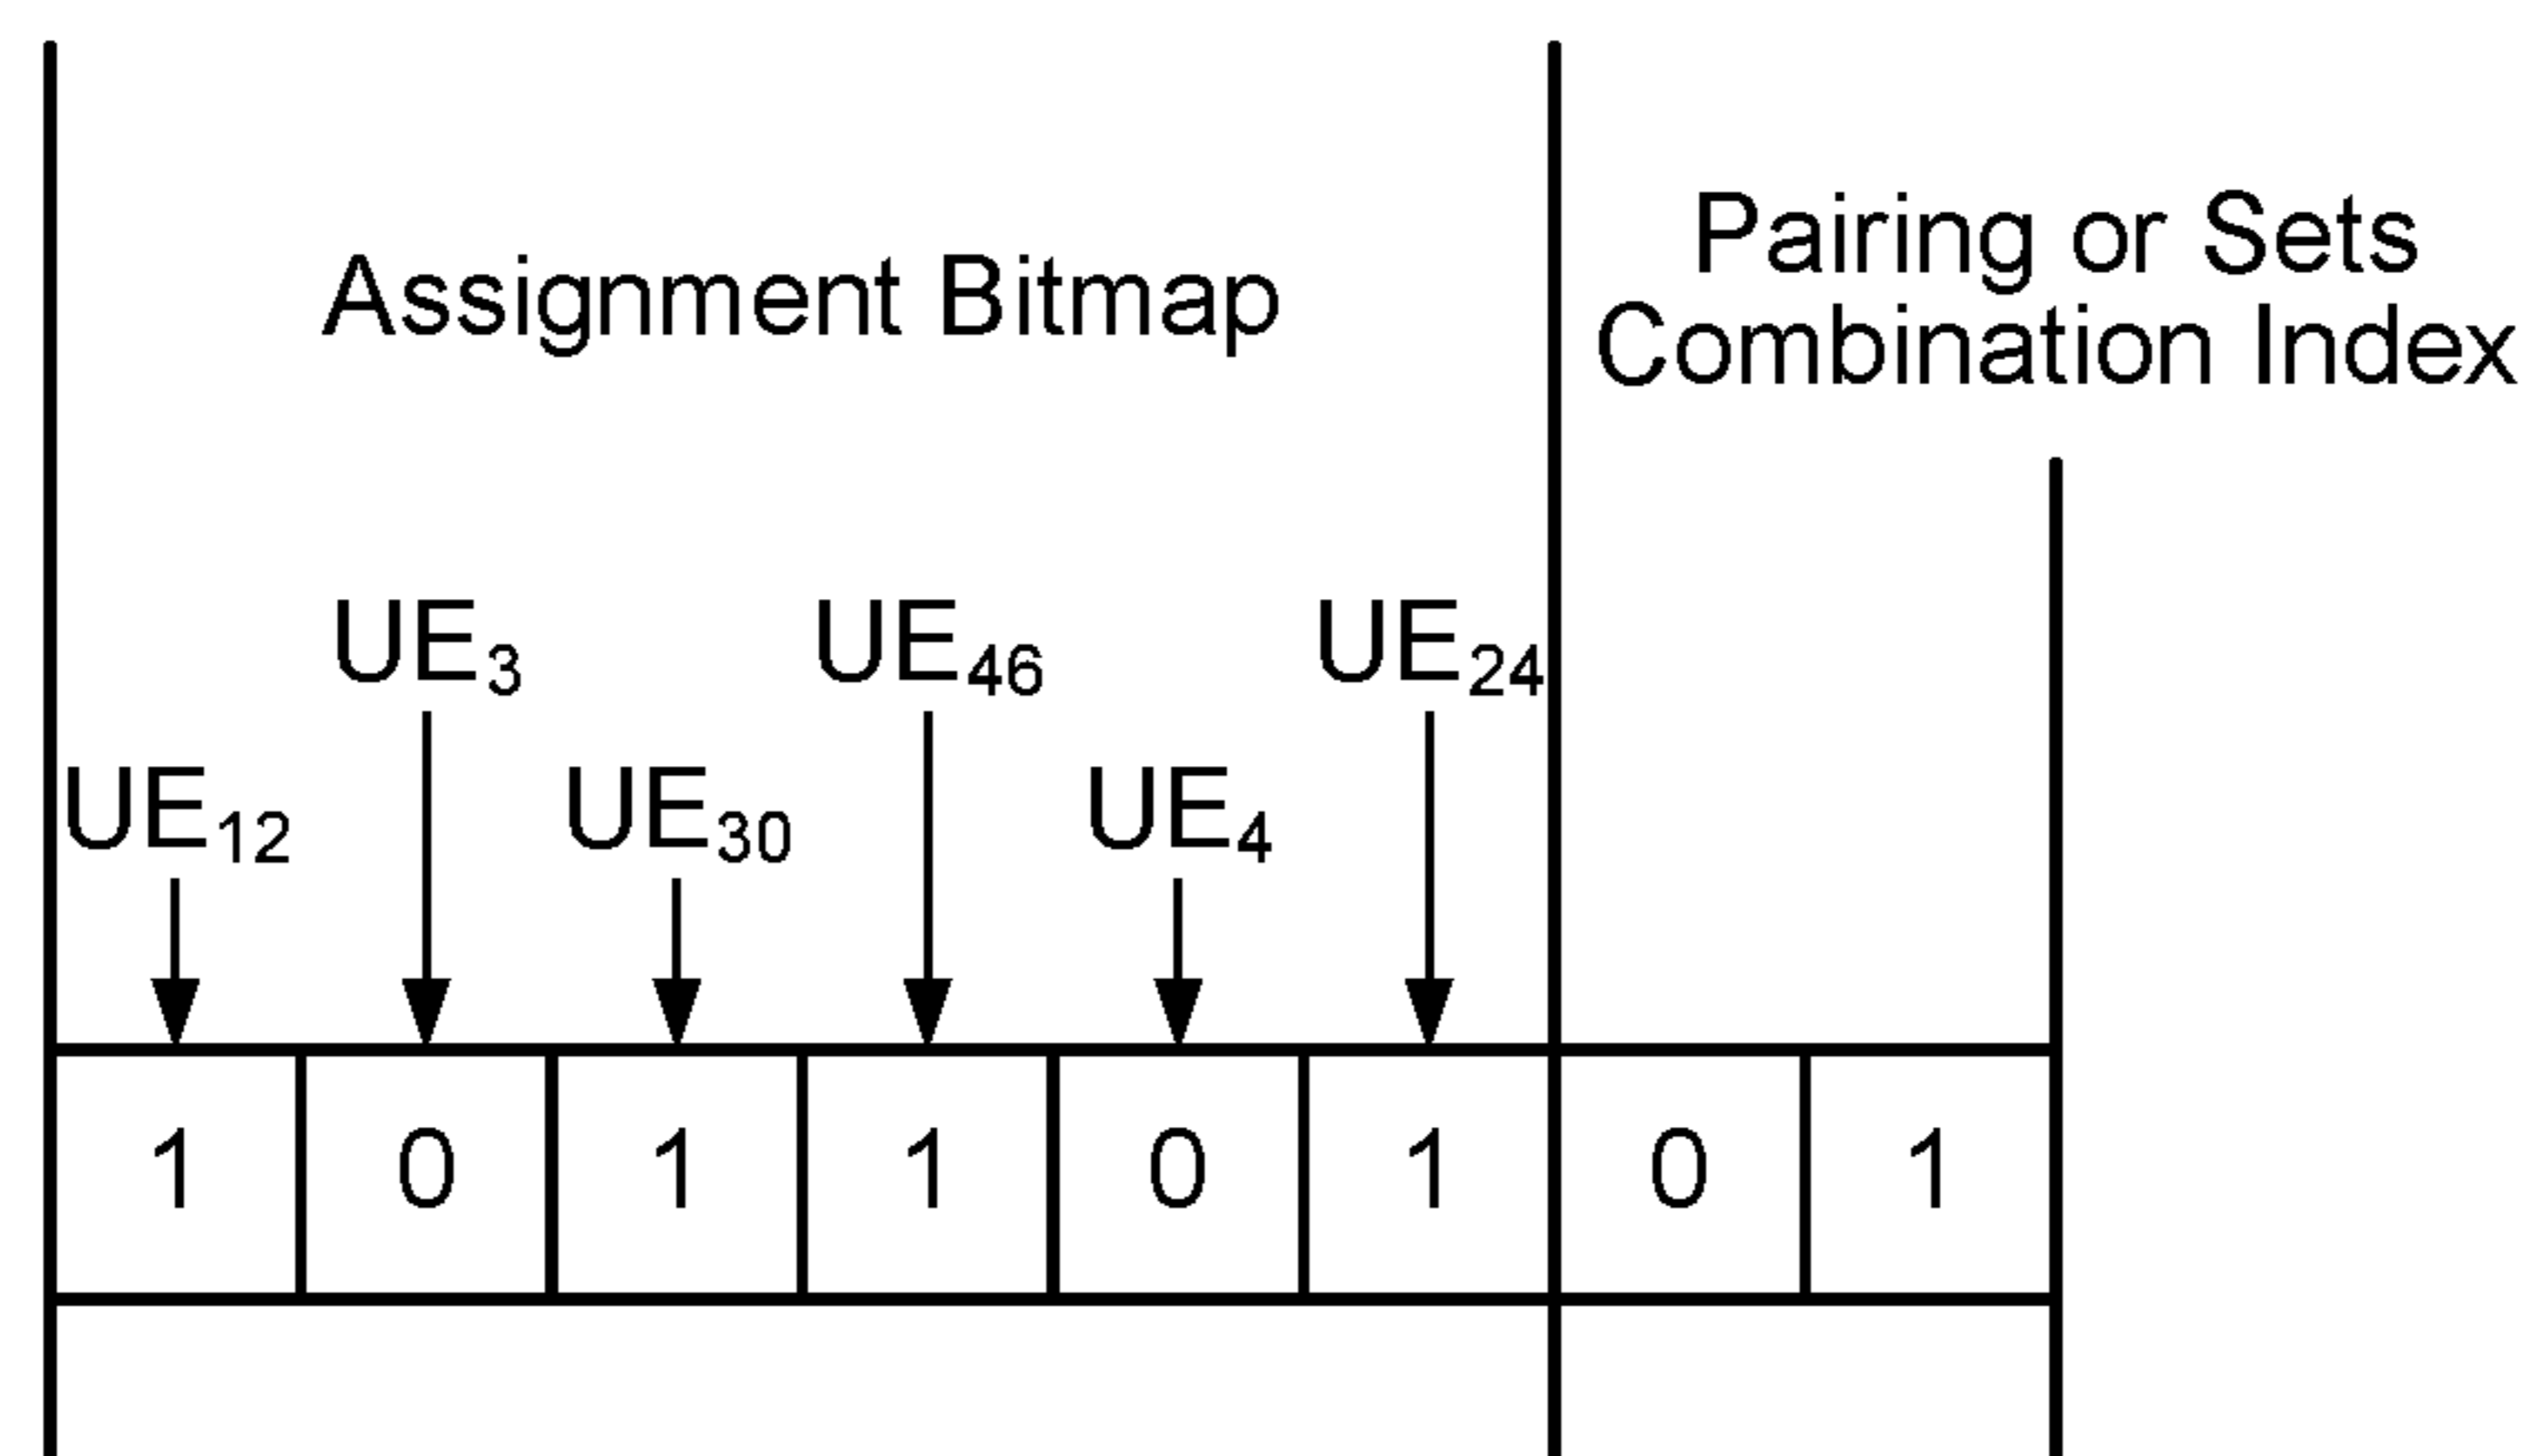 Pairing or Sets
Assignment Bitmap
Combination Index
UE3 UE46 UE24
UE12 UE30 UE4
1 0 1 1 0 1 0 1